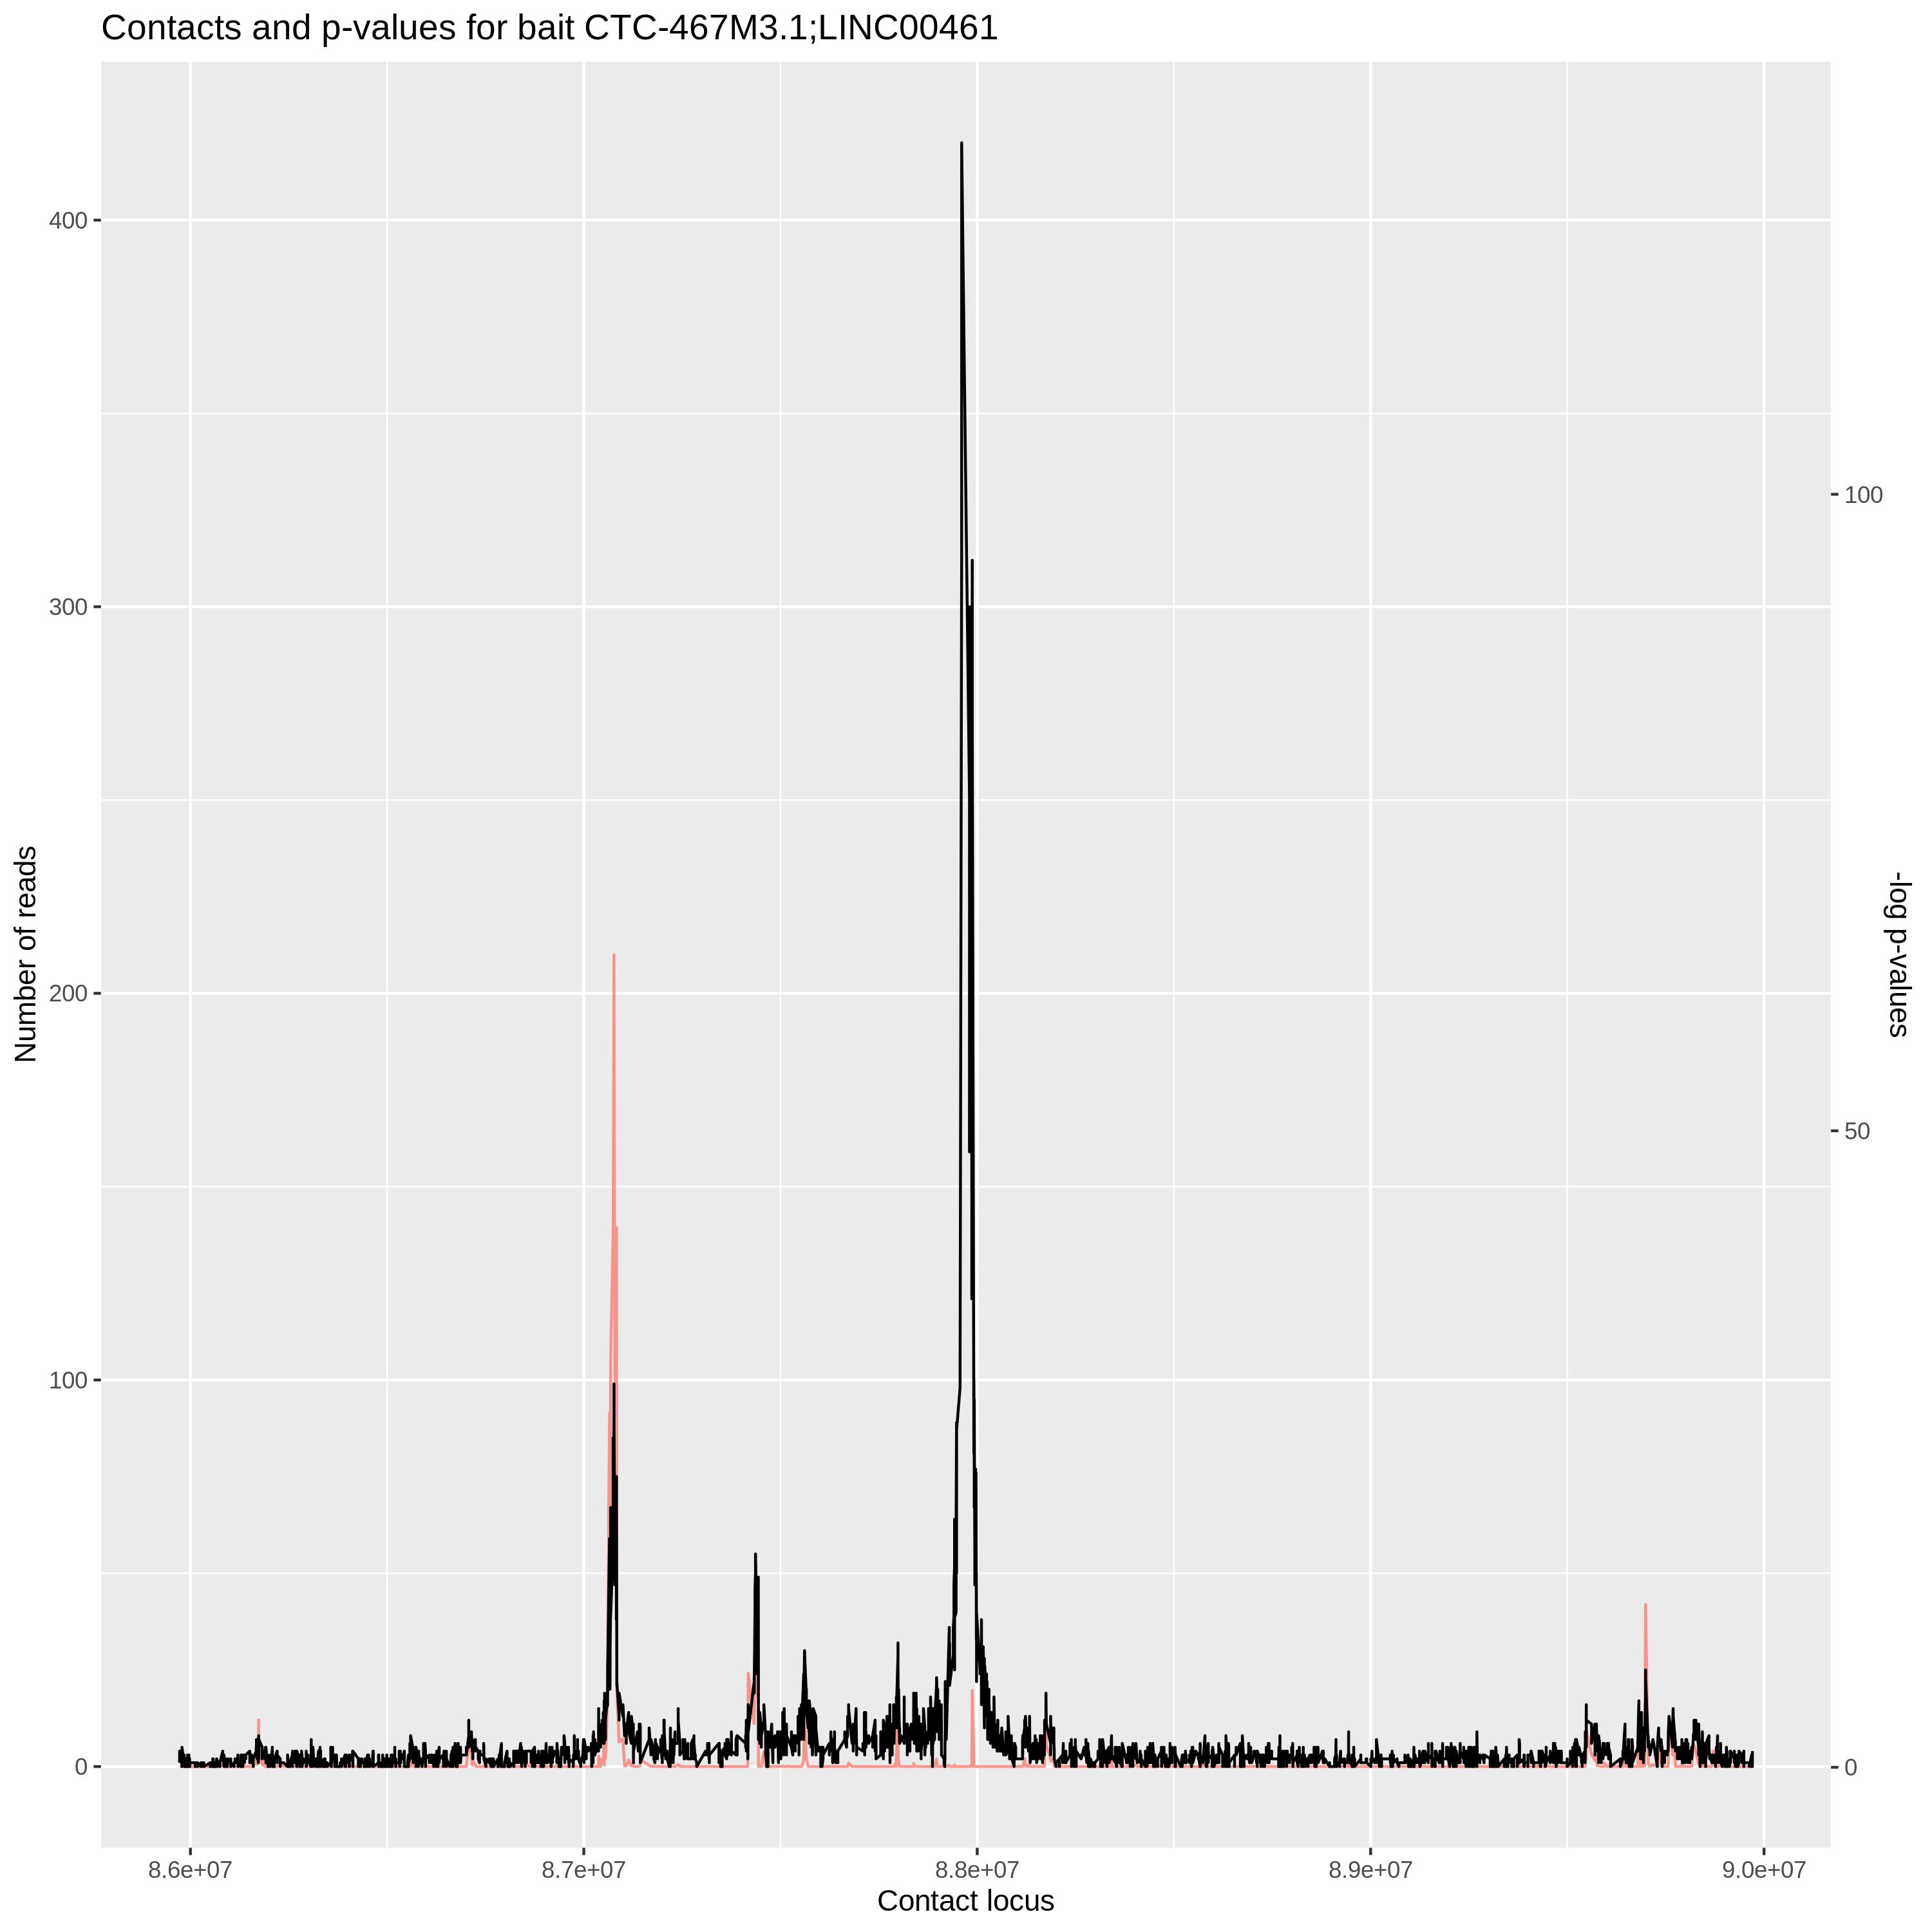 Contacts and p-values for bait CTC-467M3.1;LINC00461
Number of reads
400
300
200
100
0
100
50
0
-log p-values
8.6e+07
8.7e+07
8.8e+07
8.9e+07
9.0e+07
Contact locus